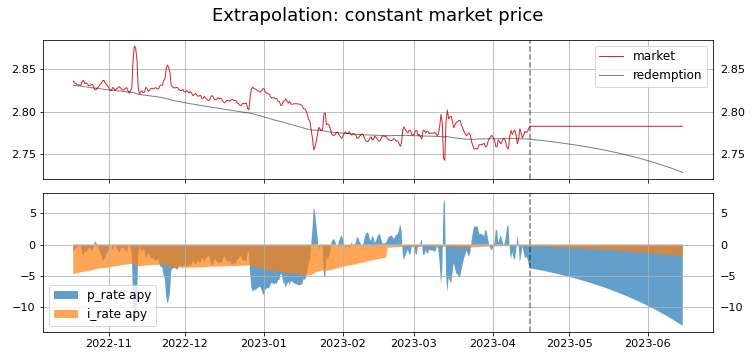 Extrapolation: constant market price
market
redemption
2.85
2.80
2.75
2.85
2.80
2.75
5
0
−5
−10
5
0
−5
−10
p_rate apy
i_rate apy
2022-11 2022-12 2023-01 2023-02 2023-03 2023-04 2023-05 2023-06